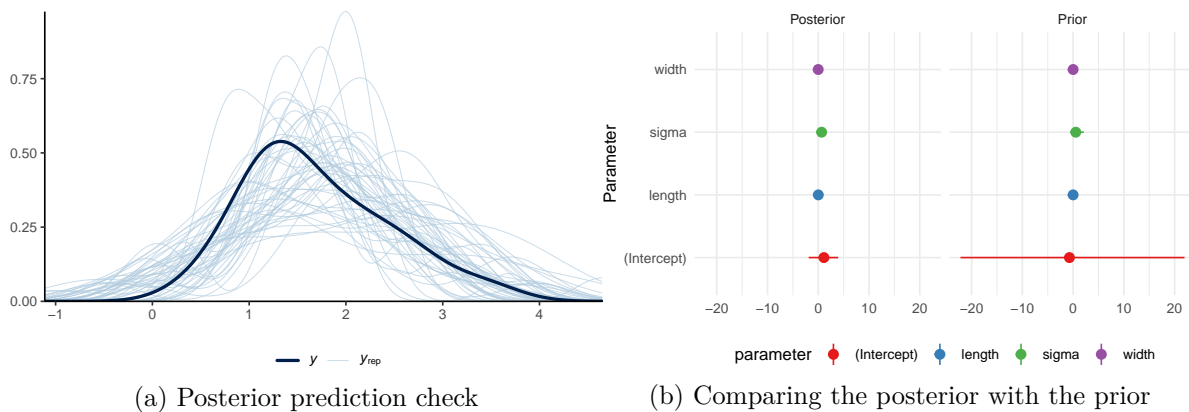 0.75
0.50
0.25
0.00
−1 0 1 2 3 4
y yrep
(a) Posterior prediction check
Posterior Prior
Parameter
width
sigma
length
(Intercept)
−20 −10 0 10 20 −20 −10 0 10 20
parameter (Intercept) length sigma width
(b) Comparing the posterior with the prior